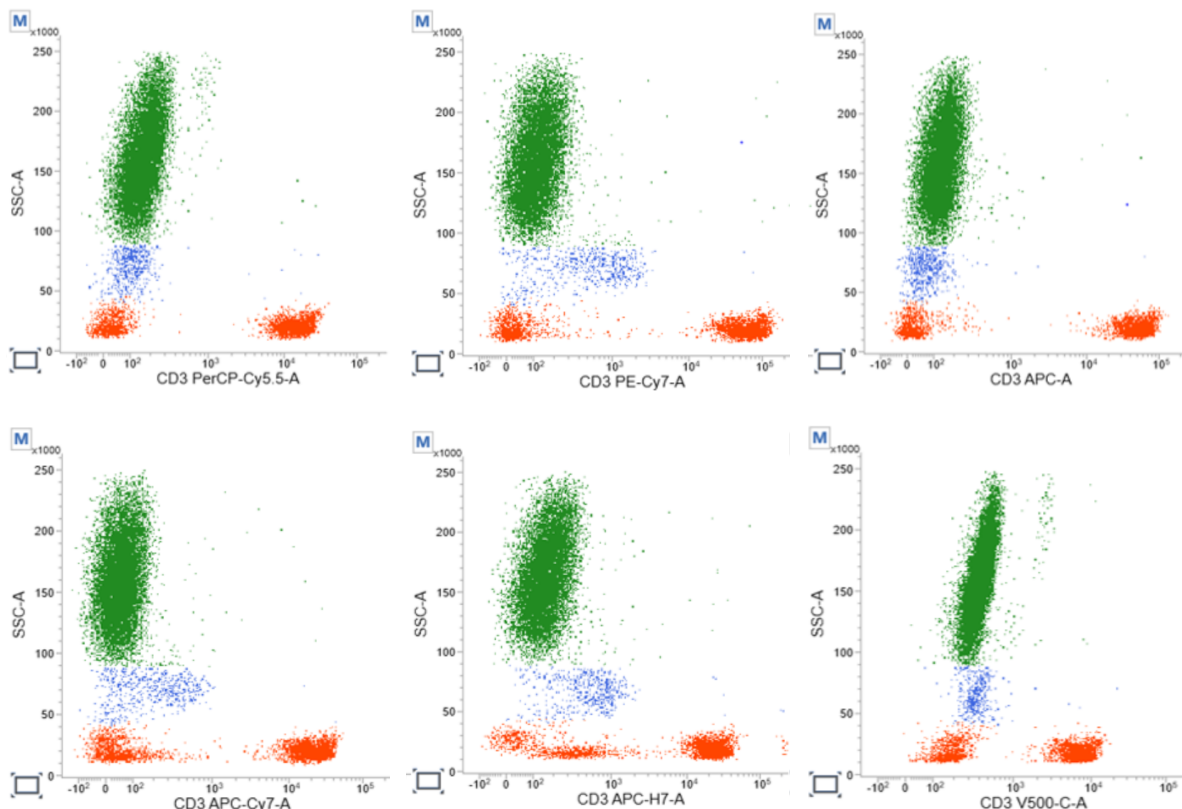 M
x1000
250
200
150
100
50
0
SSC-A
-10² 0 10² 10³ 10⁴ 10⁵
CD3 PerCP-Cy5.5-A
M
x1000
250
200
150
100
50
0
SSC-A
-10² 0 10² 10³ 10⁴ 10⁵
CD3 PE-Cy7-A
M
x1000
250
200
150
100
50
0
SSC-A
-10² 0 10² 10³ 10⁴ 10⁵
CD3 APC-A
M
x1000
250
200
150
100
50
0
SSC-A
-10² 0 10² 10³ 10⁴ 10⁵
CD3 APC-Cy7-A
M
x1000
250
200
150
100
50
0
SSC-A
-10² 0 10² 10³ 10⁴ 10⁵
CD3 APC-H7-A
M
x1000
250
200
150
100
50
0
SSC-A
-10² 0 10² 10³ 10⁴ 10⁵
CD3 V500-C-A